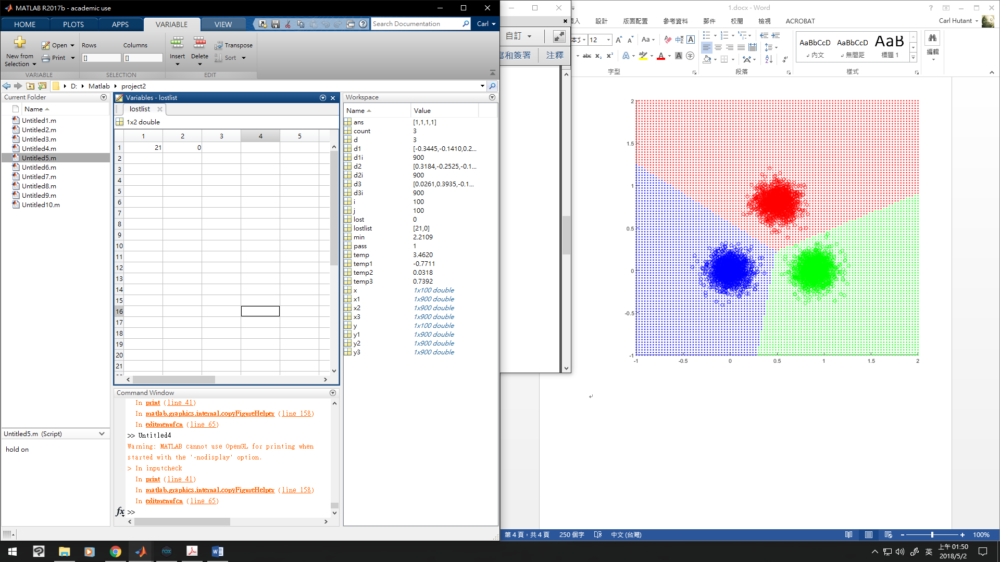 MATLAB R2017b - academic use
HOME PLOTS APPS VARIABLE VIEW
Search Documentation
Carl
New from
Selection
Open
Print
Rows
[]
Columns
[]
Insert
Delete
Transpose
Sort
VARIABLE SELECTION EDIT
D: Matlab project2
Current Folder
Name
Untitled1.m
Untitled2.m
Untitled3.m
Untitled4.m
Untitled5.m
Untitled6.m
Untitled7.m
Untitled8.m
Untitled9.m
Untitled10.m
Untitled5.m (Script)
hold on
Variables - lostlist
lostlist
1x2 double
1 2 3 4 5
1 21 0
2
3
4
5
6
7
8
9
10
11
12
13
14
15
16
17
18
19
20
21
Command Window
In print (line 41)
In matlab.graphics.internal.copyFigureHelper (line 158)
In editmenufcn (line 65)
>> Untitled4
Warning: MATLAB cannot use OpenGL for printing when
started with the '-nodisplay' option.
> In inputcheck
In print (line 41)
In matlab.graphics.internal.copyFigureHelper (line 158)
In editmenufcn (line 65)
fx >>
Workspace
Name Value
ans [1,1,1,1]
count 3
d 3
d1 [-0.3445,-0.1410,0.2...
d1i 900
d2 [0.3184,-0.2525,-0.1...
d2i 900
d3 [0.0261,0.3935,-0.1...
d3i 900
i 100
j 100
lost 0
lostlist [21,0]
min 2.2109
pass 1
temp 3.4620
temp1 -0.7711
temp2 0.0318
temp3 0.7392
x 1x100 double
x1 1x900 double
x2 1x900 double
x3 1x900 double
y 1x100 double
y1 1x900 double
y2 1x900 double
y3 1x900 double
自訂
寫和簽署 注釋
1.docx - Word
插入 設計 版面配置 參考資料 郵件 校閱 檢視 ACROBAT
Carl Hutant
12
Aa
abc x₂ x²
AaBbCcD AaBbCcD AaB
內文 無間距 標題 1
編輯
字型 段落 樣式
2
1.5
1
0.5
0
-0.5
-1
-1 -0.5 0 0.5 1 1.5 2
第 4 頁，共 4 頁 250 個字 中文 (台灣)
100%
nox
英
上午 01:50
2018/5/2